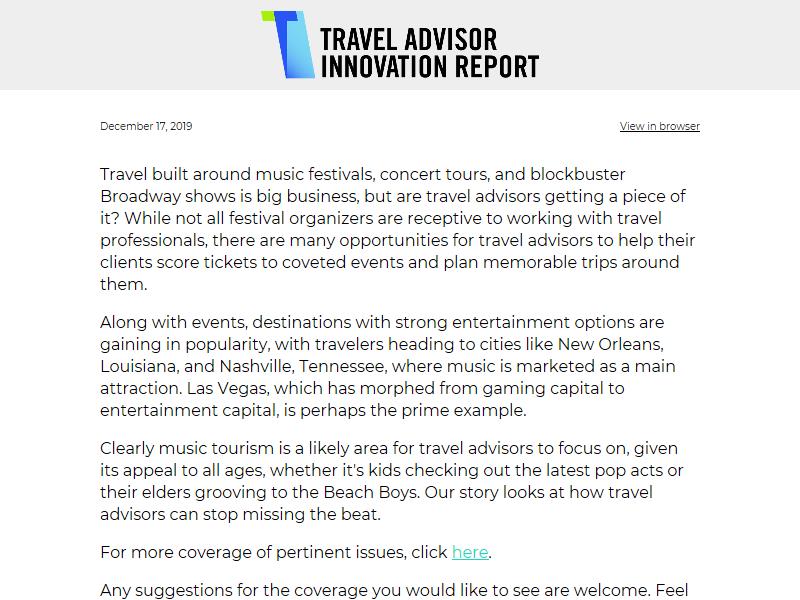 TRAVEL ADVISOR
INNOVATION REPORT
December 17, 2019
View in browser
Travel built around music festivals, concert tours, and blockbuster
Broadway shows is big business, but are travel advisors getting a piece of
it? While not all festival organizers are receptive to working with travel
professionals, there are many opportunities for travel advisors to help their
clients score tickets to coveted events and plan memorable trips around
them.
Along with events, destinations with strong entertainment options are
gaining in popularity, with travelers heading to cities like New Orleans,
Louisiana, and Nashville, Tennessee, where music is marketed as a main
attraction. Las Vegas, which has morphed from gaming capital to
entertainment capital, is perhaps the prime example.
Clearly music tourism is a likely area for travel advisors to focus on, given
its appeal to all ages, whether it's kids checking out the latest pop acts or
their elders grooving to the Beach Boys. Our story looks at how travel
advisors can stop missing the beat.
For more coverage of pertinent issues, click here.
Any suggestions for the coverage you would like to see are welcome. Feel